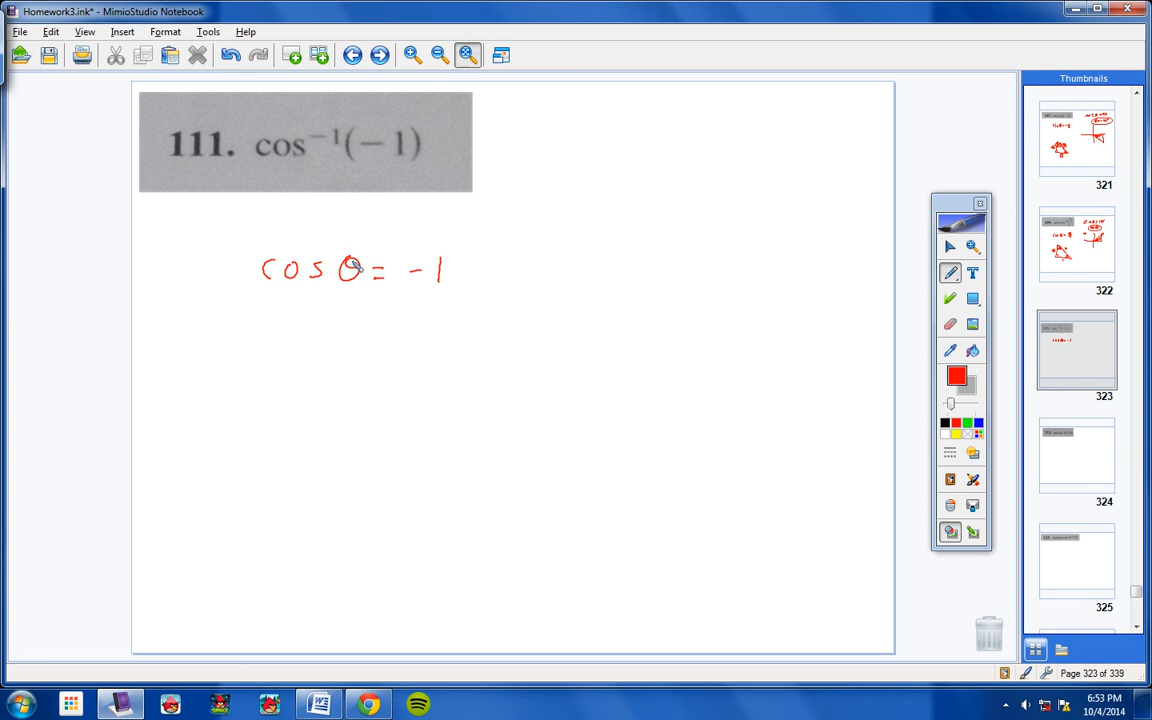 Homework3.ink* - MimioStudio Notebook
File Edit View Insert Format Tools Help
Thumbnails
111. cos⁻¹(−1)
cos θ = -1
321
322
323
324
325
Page 323 of 339
6:53 PM
10/4/2014